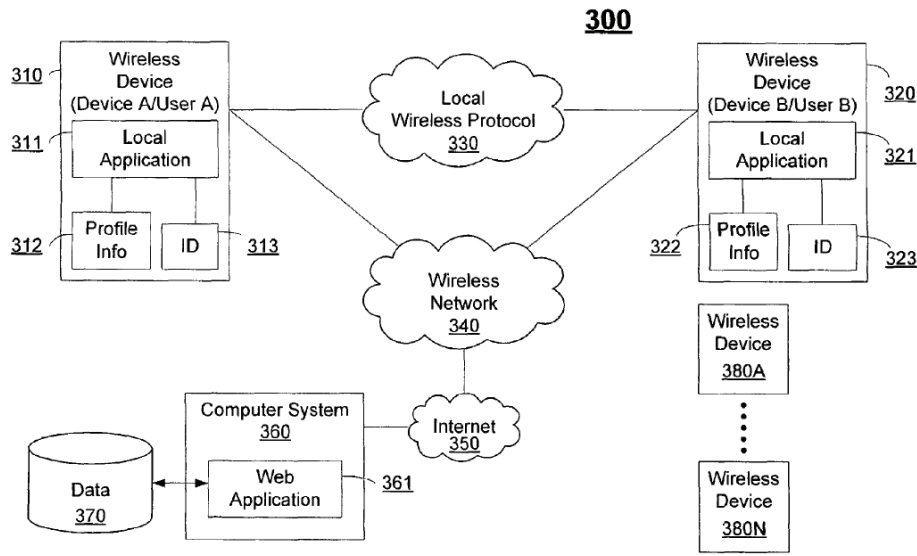 300
310
Wireless
Device
(Device A/User A)
311
Local
Application
312
Profile
Info
ID
313
Local
Wireless Protocol
330
Wireless
Device
(Device B/User B)
320
Local
Application
321
322
Profile
Info
ID
323
Wireless
Network
340
Wireless
Device
380A
Computer System
360
Internet
350
Data
370
Web
Application
361
Wireless
Device
380N